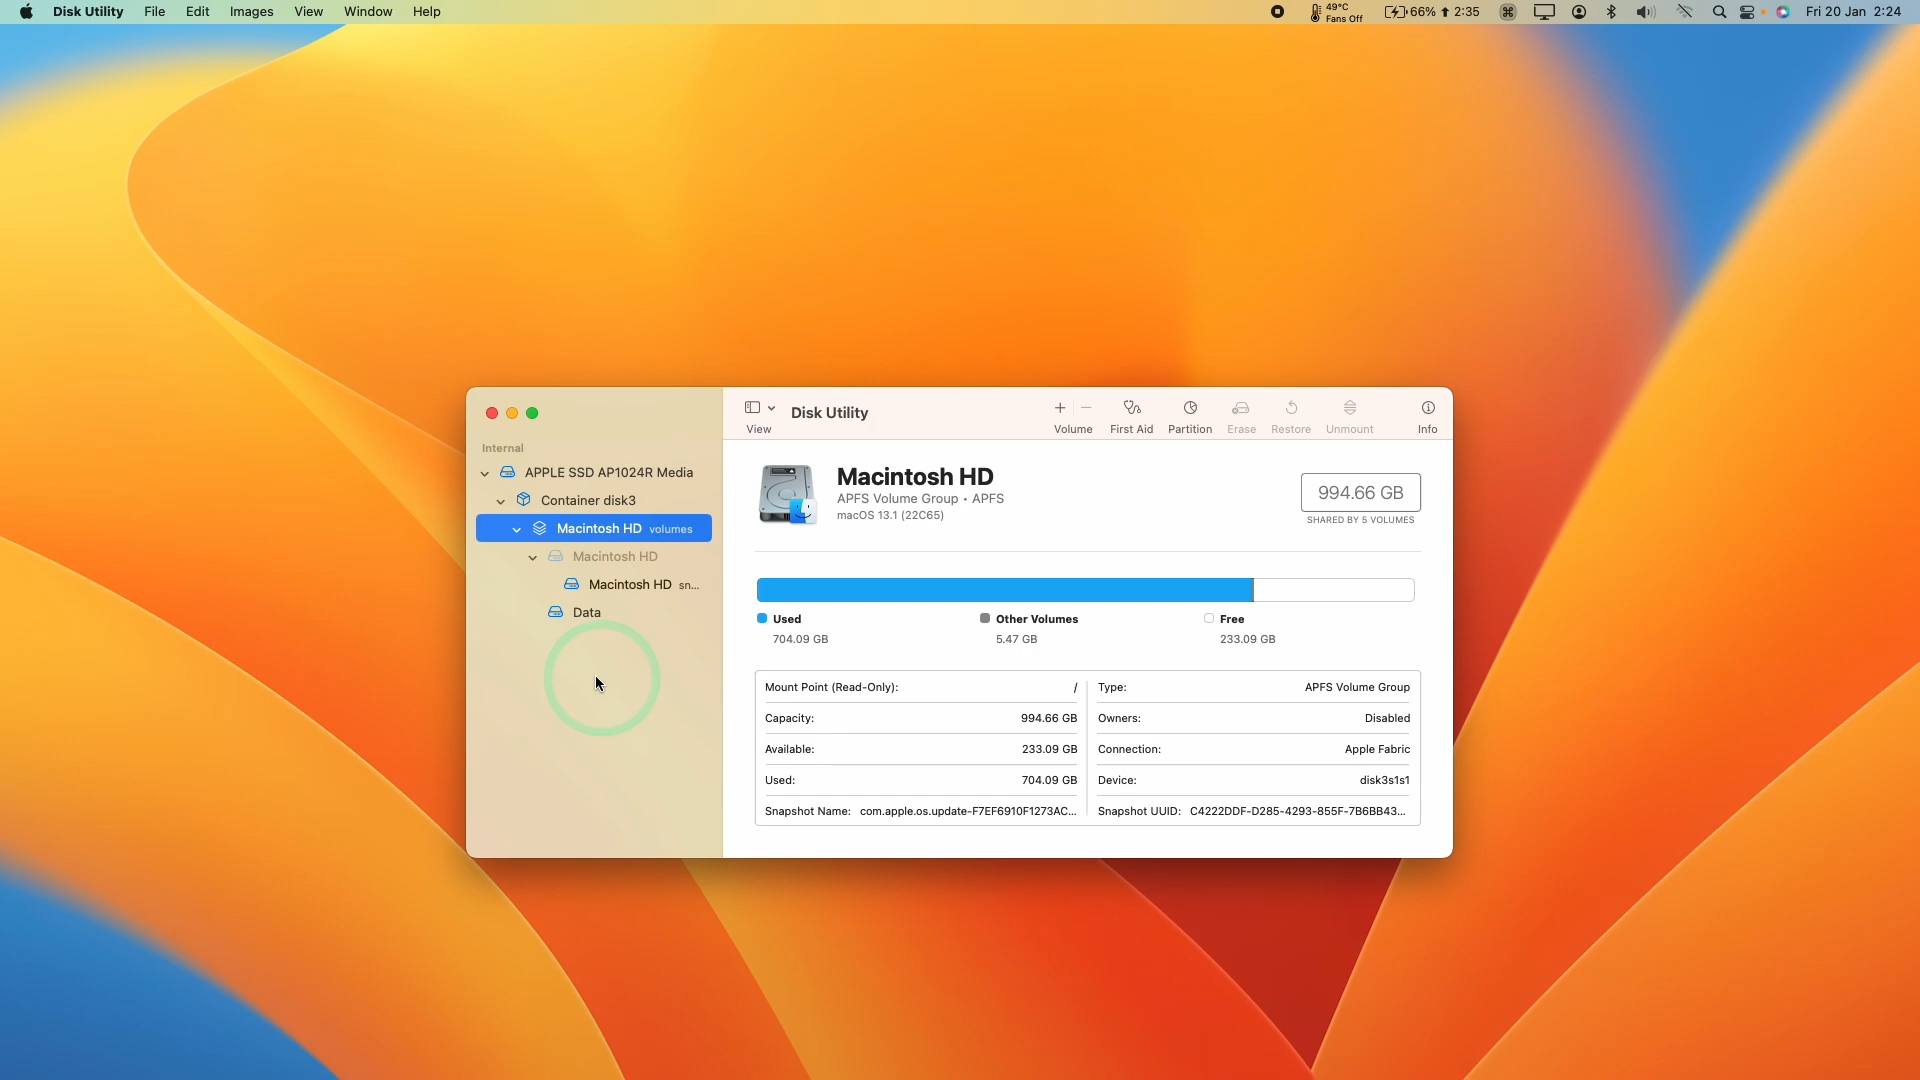 Disk Utility File Edit Images View Window Help
49°C
Fans Off
66% 2:35
Fri 20 Jan 2:24
Disk Utility
View
Volume First Aid Partition Erase Restore Unmount Info
Internal
APPLE SSD AP1024R Media
Container disk3
Macintosh HD volumes
Macintosh HD
Macintosh HD sn...
Data
Macintosh HD
APFS Volume Group • APFS
macOS 13.1 (22C65)
994.66 GB
SHARED BY 5 VOLUMES
Used Other Volumes Free
704.09 GB 5.47 GB 233.09 GB
Mount Point (Read-Only): / Type: APFS Volume Group
Capacity: 994.66 GB Owners: Disabled
Available: 233.09 GB Connection: Apple Fabric
Used: 704.09 GB Device: disk3s1s1
Snapshot Name: com.apple.os.update-F7EF6910F1273AC... Snapshot UUID: C4222DDF-D285-4293-855F-7B6BB43...